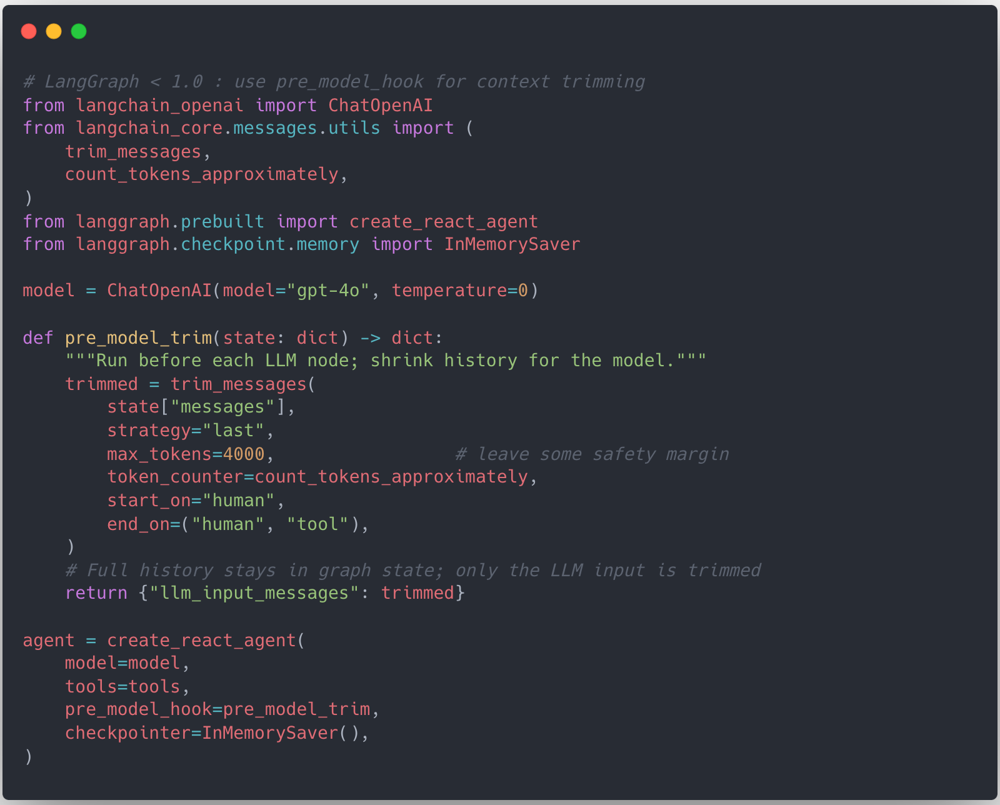 # LangGraph < 1.0 : use pre_model_hook for context trimming
from langchain_openai import ChatOpenAI
from langchain_core.messages.utils import (
    trim_messages,
    count_tokens_approximately,
)
from langgraph.prebuilt import create_react_agent
from langgraph.checkpoint.memory import InMemorySaver

model = ChatOpenAI(model="gpt-4o", temperature=0)

def pre_model_trim(state: dict) -> dict:
    """Run before each LLM node; shrink history for the model."""
    trimmed = trim_messages(
        state["messages"],
        strategy="last",
        max_tokens=4000,                 # leave some safety margin
        token_counter=count_tokens_approximately,
        start_on="human",
        end_on=("human", "tool"),
    )
    # Full history stays in graph state; only the LLM input is trimmed
    return {"llm_input_messages": trimmed}

agent = create_react_agent(
    model=model,
    tools=tools,
    pre_model_hook=pre_model_trim,
    checkpointer=InMemorySaver(),
)